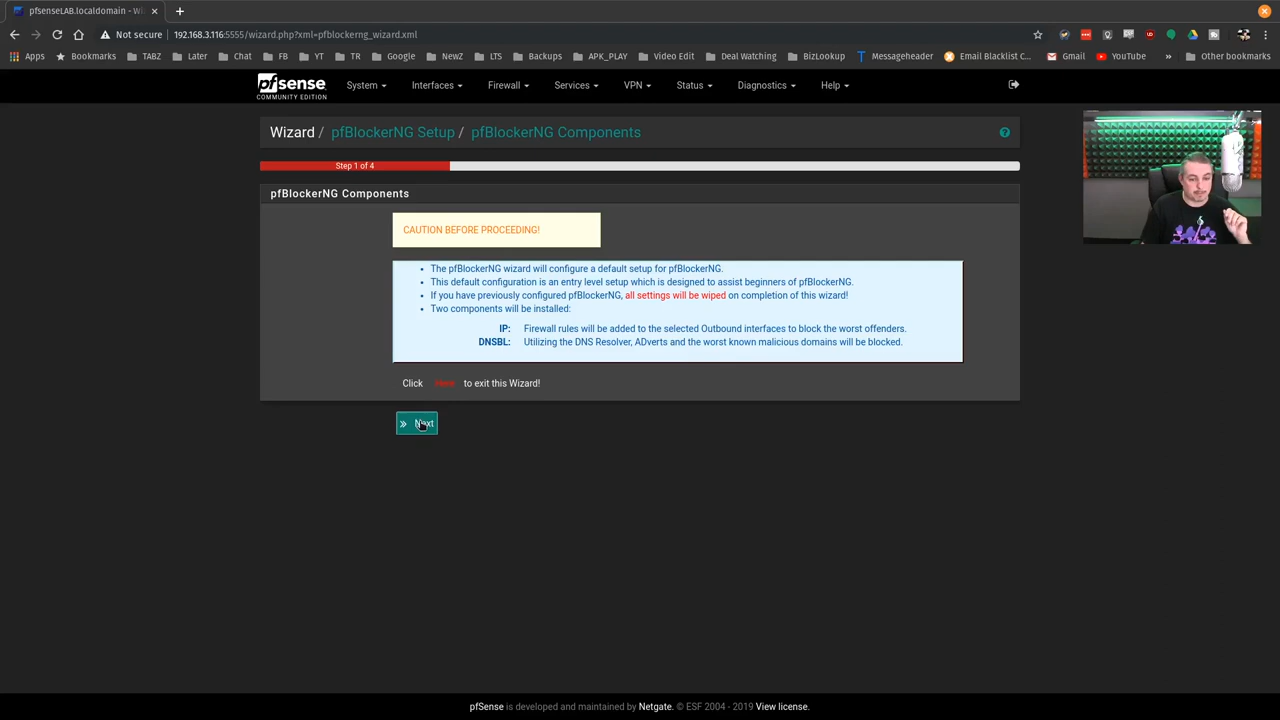 pfsenseLAB.localdomain - Wi
Not secure 192.168.3.116:5555/wizard.php?xml=pfblockerng_wizard.xml
Apps Bookmarks TABZ Later Chat FB YT TR Google NewZ LTS Backups APK_PLAY Video Edit Deal Watching BizLookup Messageheader Email Blacklist C... Gmail YouTube » Other bookmarks
pfsense System Interfaces Firewall Services VPN Status Diagnostics Help
COMMUNITY EDITION
Wizard / pfBlockerNG Setup / pfBlockerNG Components
Step 1 of 4
pfBlockerNG Components
CAUTION BEFORE PROCEEDING!
• The pfBlockerNG wizard will configure a default setup for pfBlockerNG.
• This default configuration is an entry level setup which is designed to assist beginners of pfBlockerNG.
• If you have previously configured pfBlockerNG, all settings will be wiped on completion of this wizard!
• Two components will be installed:
IP: Firewall rules will be added to the selected Outbound interfaces to block the worst offenders.
DNSBL: Utilizing the DNS Resolver, ADverts and the worst known malicious domains will be blocked.
Click Here to exit this Wizard!
» Next
pfSense is developed and maintained by Netgate. © ESF 2004 - 2019 View license.